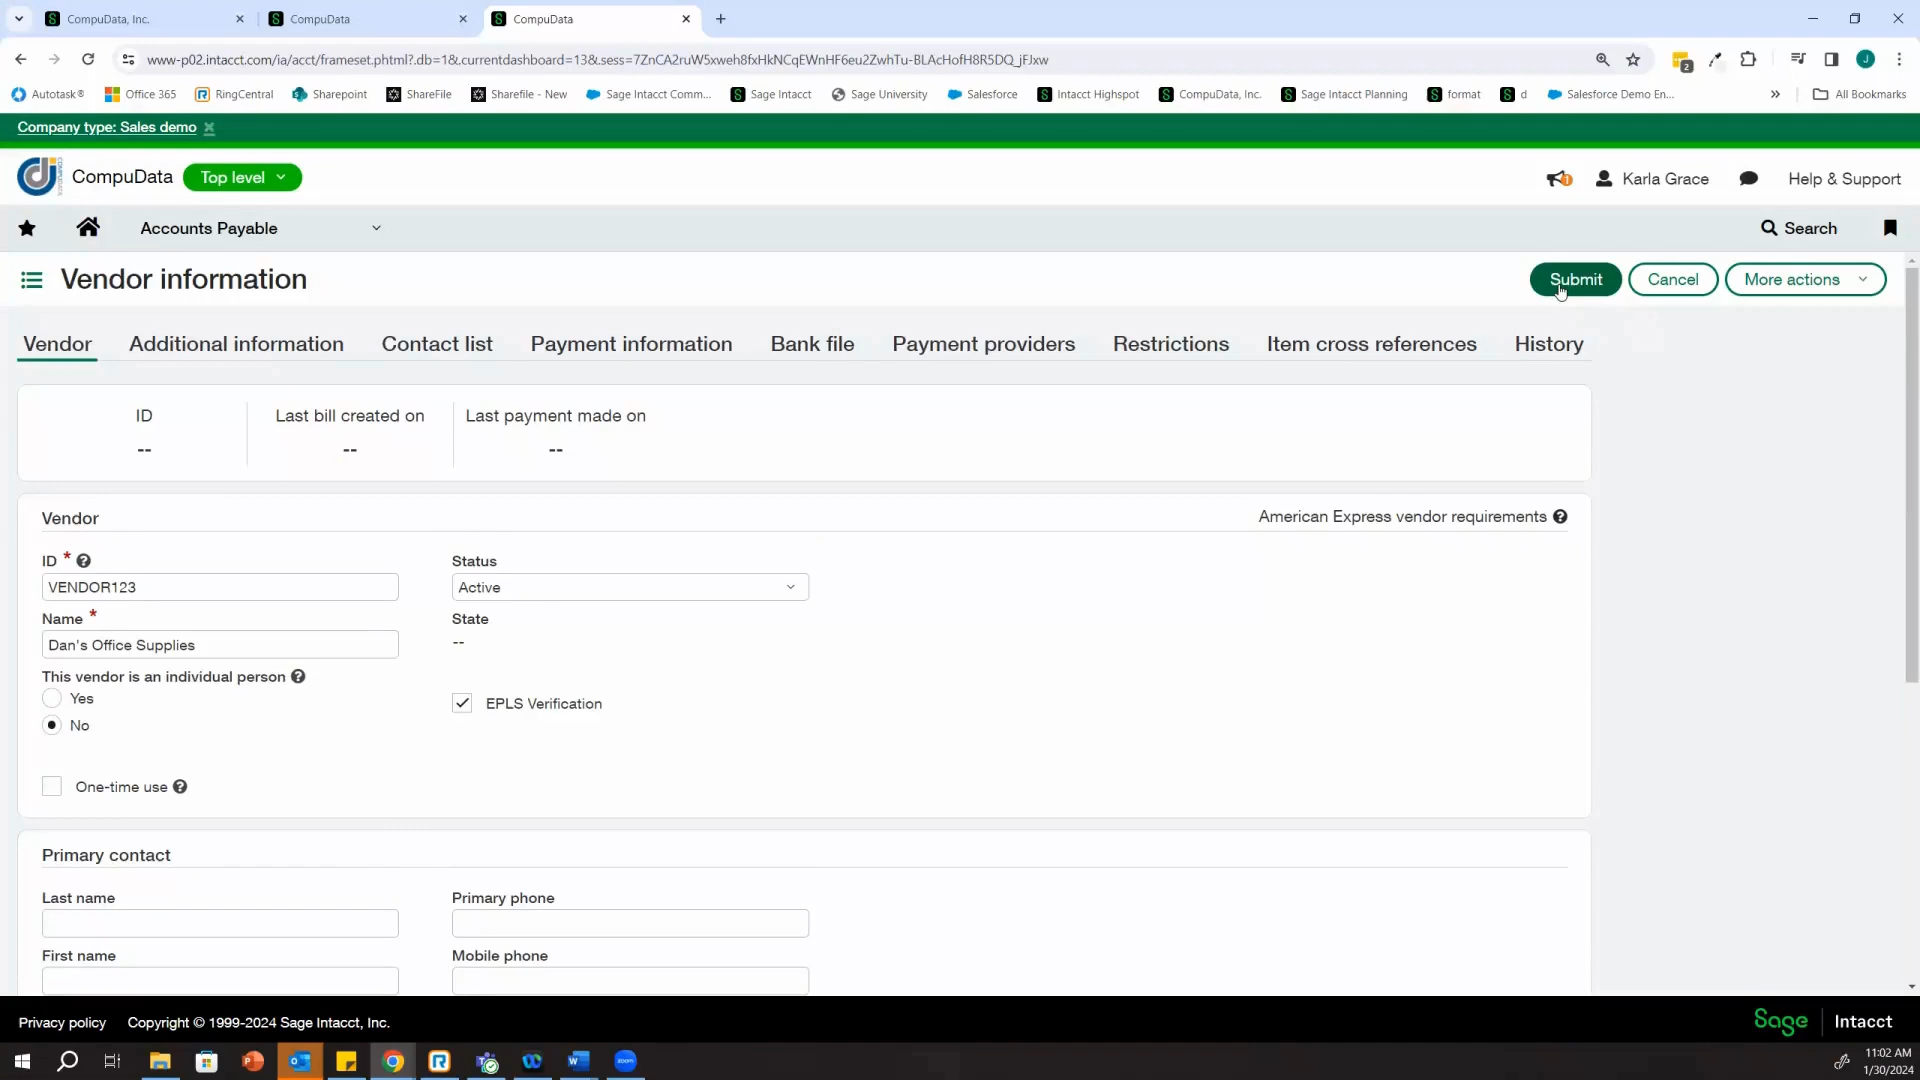 CompuData, Inc.
CompuData
CompuData
www-p02.intacct.com/ia/acct/frameset.phtml?.db=1&.currentdashboard=13&.sess=7ZnCA2ruW5xweh8fxHkNCqEWnHF6eu2ZwhTu-BLAcHofH8R5DQ_jFJxw
2
J
Autotask®
Office 365
RingCentral
Sharepoint
ShareFile
Sharefile - New
Sage Intacct Comm...
Sage Intacct
Sage University
Salesforce
Intacct Highspot
CompuData, Inc.
Sage Intacct Planning
format
d
Salesforce Demo En...
All Bookmarks
Company type: Sales demo
CompuData
Top level
1
Karla Grace
Help & Support
Accounts Payable
Search
Vendor information
Submit
Cancel
More actions
Vendor
Additional information
Contact list
Payment information
Bank file
Payment providers
Restrictions
Item cross references
History
ID
Last bill created on
Last payment made on
--
--
--
Vendor
American Express vendor requirements
ID *
Status
VENDOR123
Active
Name *
State
Dan's Office Supplies
--
This vendor is an individual person
Yes
EPLS Verification
No
One-time use
Primary contact
Last name
Primary phone
First name
Mobile phone
Privacy policy
Copyright © 1999-2024 Sage Intacct, Inc.
Sage
Intacct
zoom
11:02 AM
1/30/2024